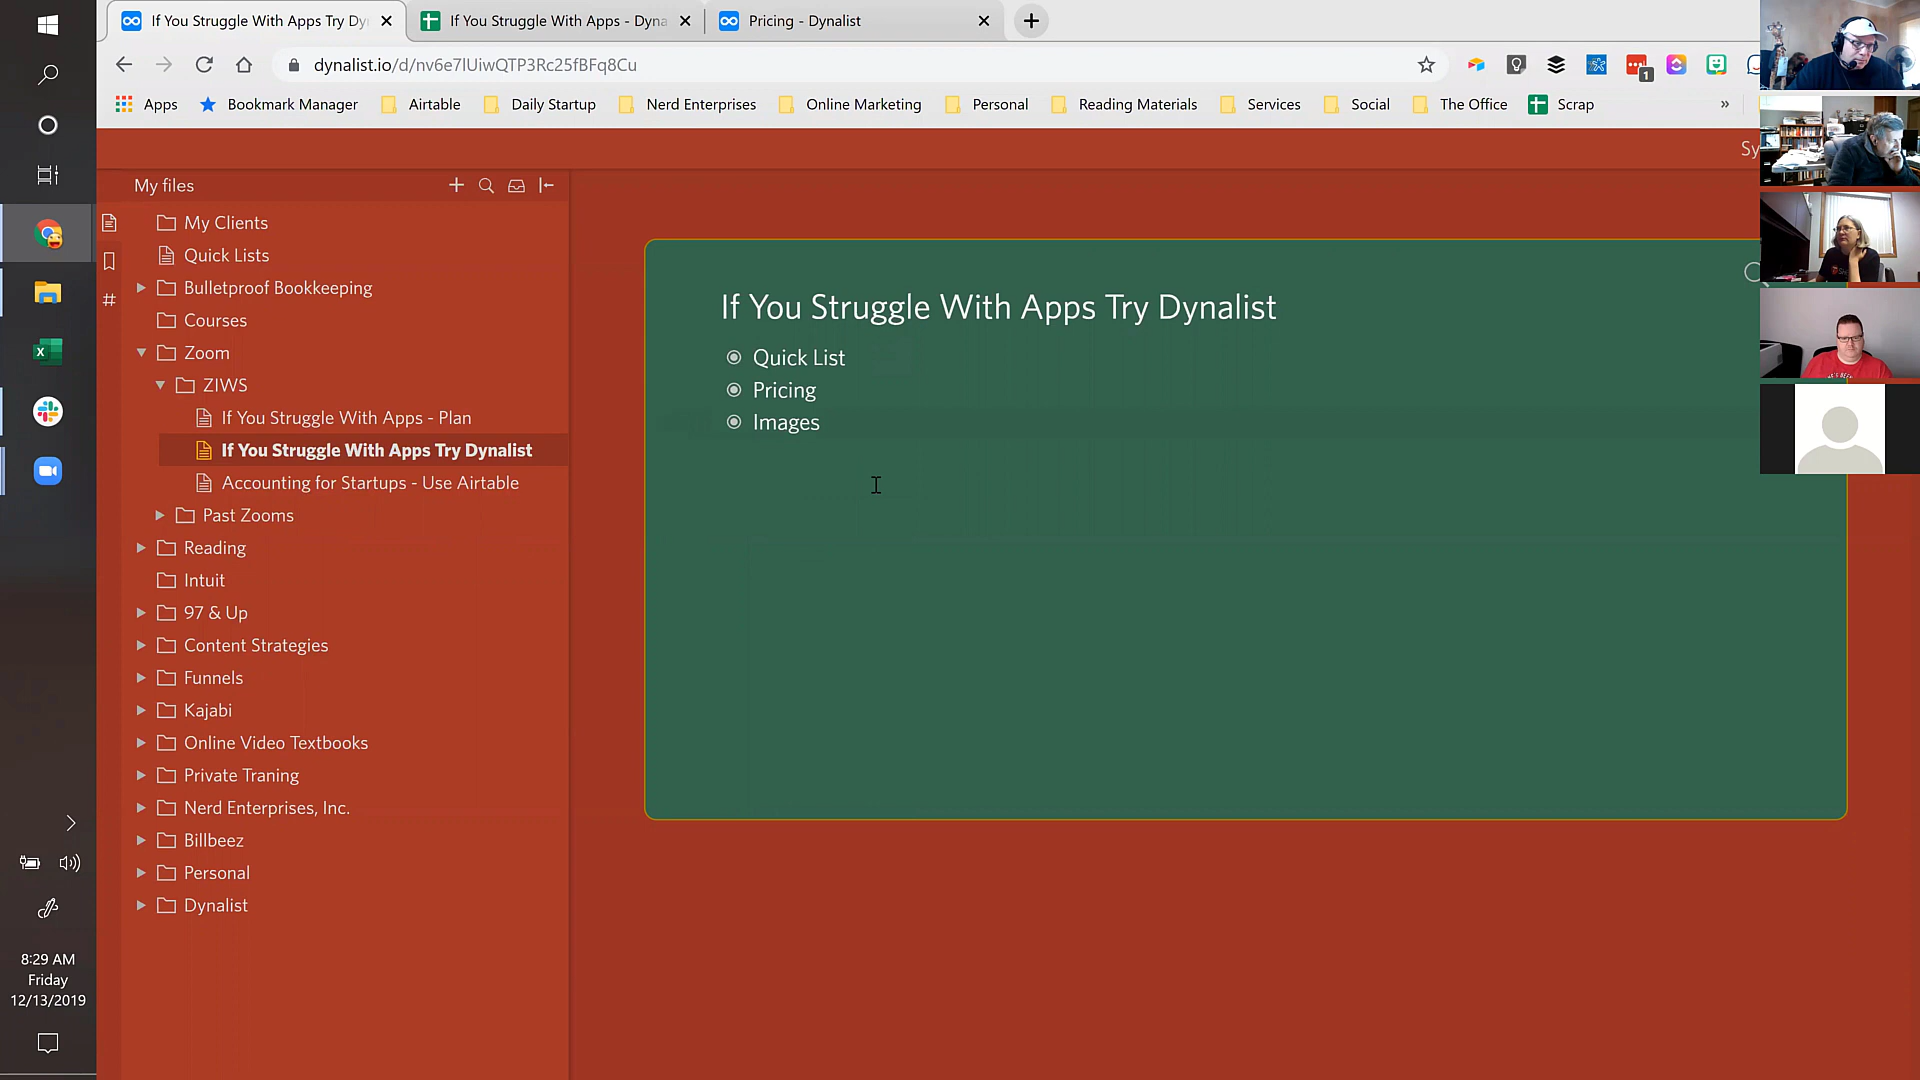 If You Struggle With Apps Try Dy
If You Struggle With Apps - Dyna
Pricing - Dynalist
dynalist.io/d/nv6e7lUiwQTP3Rc25fBFq8Cu
1
Apps
Bookmark Manager
Airtable
Daily Startup
Nerd Enterprises
Online Marketing
Personal
Reading Materials
Services
Social
The Office
Scrap
»
Sy
My files
My Clients
Quick Lists
Bulletproof Bookkeeping
Courses
Zoom
ZIWS
If You Struggle With Apps - Plan
If You Struggle With Apps Try Dynalist
Accounting for Startups - Use Airtable
Past Zooms
Reading
Intuit
97 & Up
Content Strategies
Funnels
Kajabi
Online Video Textbooks
Private Traning
Nerd Enterprises, Inc.
Billbeez
Personal
Dynalist
If You Struggle With Apps Try Dynalist
Quick List
Pricing
Images
8:29 AM
Friday
12/13/2019